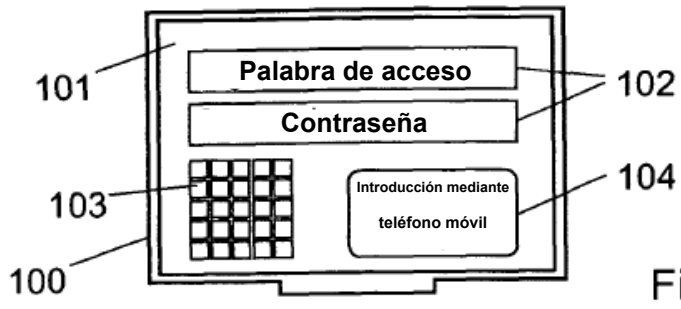 101
Palabra de acceso
102
Contraseña
103
Introducción mediante
teléfono móvil
104
100
Fi